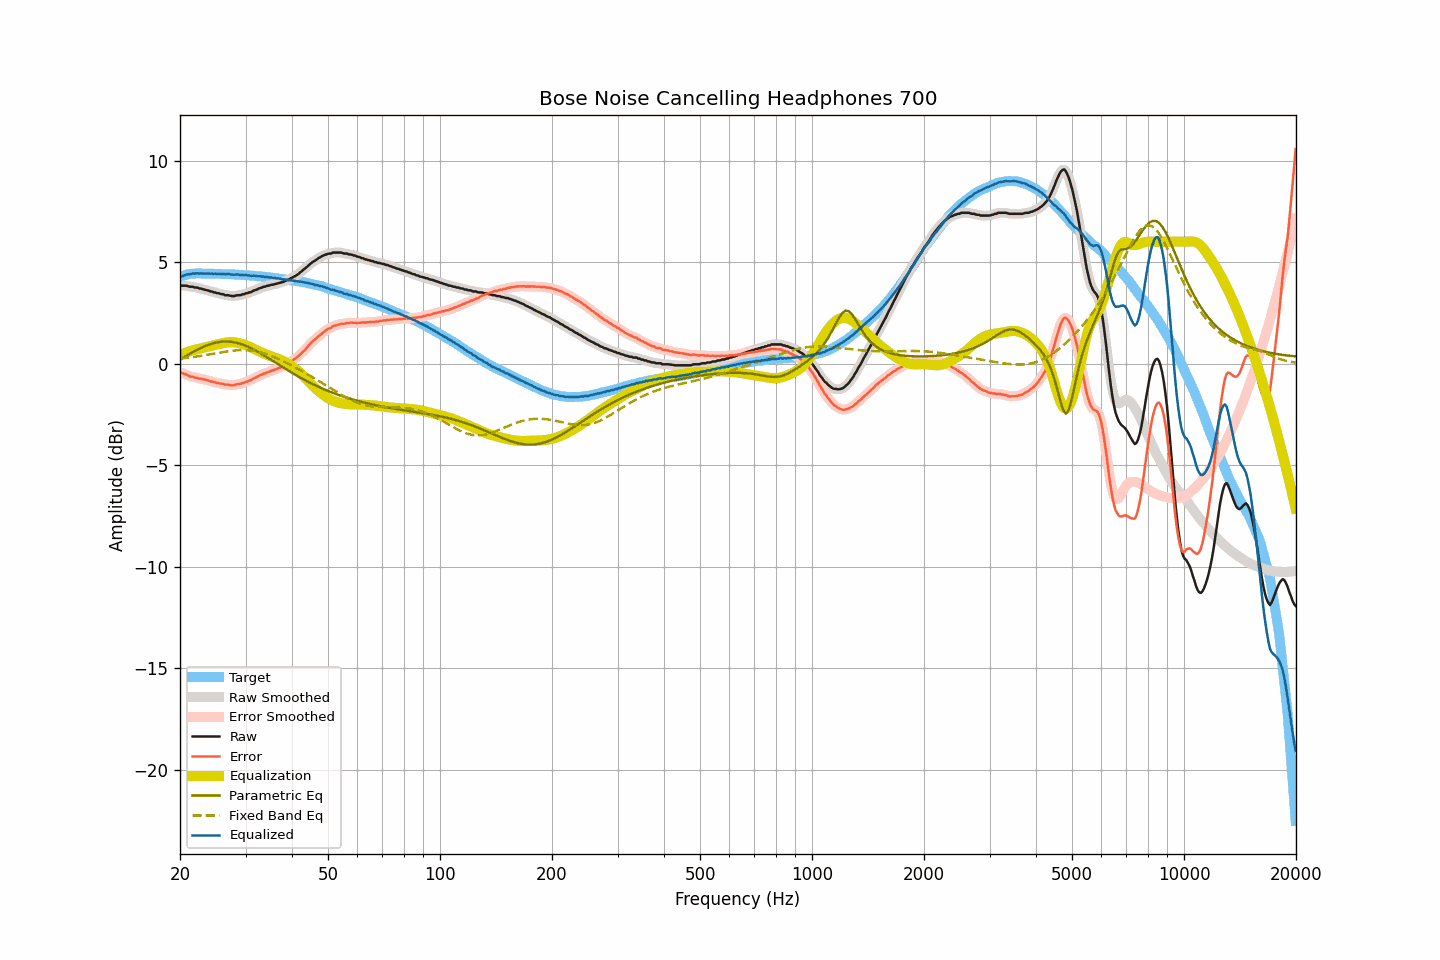 Bose Noise Cancelling Headphones 700
Amplitude (dBr)
10
5
0
−5
−10
−15
−20
Target
Raw Smoothed
Error Smoothed
Raw
Error
Equalization
Parametric Eq
Fixed Band Eq
Equalized
20 50 100 200 500 1000 2000 5000 10000 20000
Frequency (Hz)